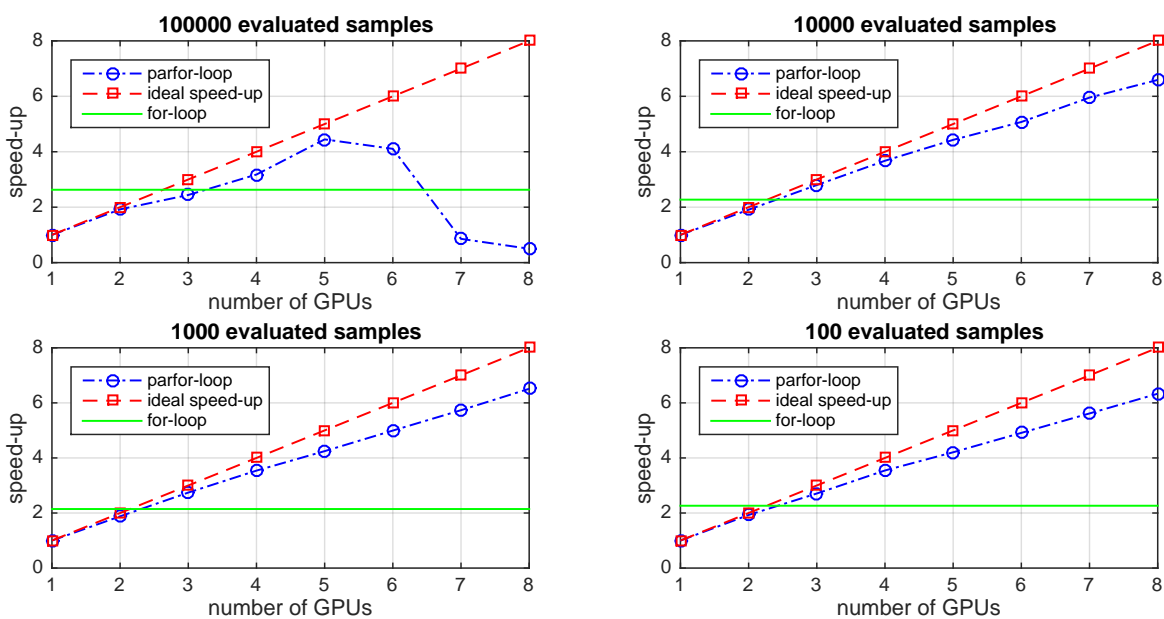 100000 evaluated samples
speed-up
8
6
4
2
0
parfor-loop
ideal speed-up
for-loop
1 2 3 4 5 6 7 8
number of GPUs
10000 evaluated samples
speed-up
8
6
4
2
0
parfor-loop
ideal speed-up
for-loop
1 2 3 4 5 6 7 8
number of GPUs
1000 evaluated samples
speed-up
8
6
4
2
0
parfor-loop
ideal speed-up
for-loop
1 2 3 4 5 6 7 8
number of GPUs
100 evaluated samples
speed-up
8
6
4
2
0
parfor-loop
ideal speed-up
for-loop
1 2 3 4 5 6 7 8
number of GPUs